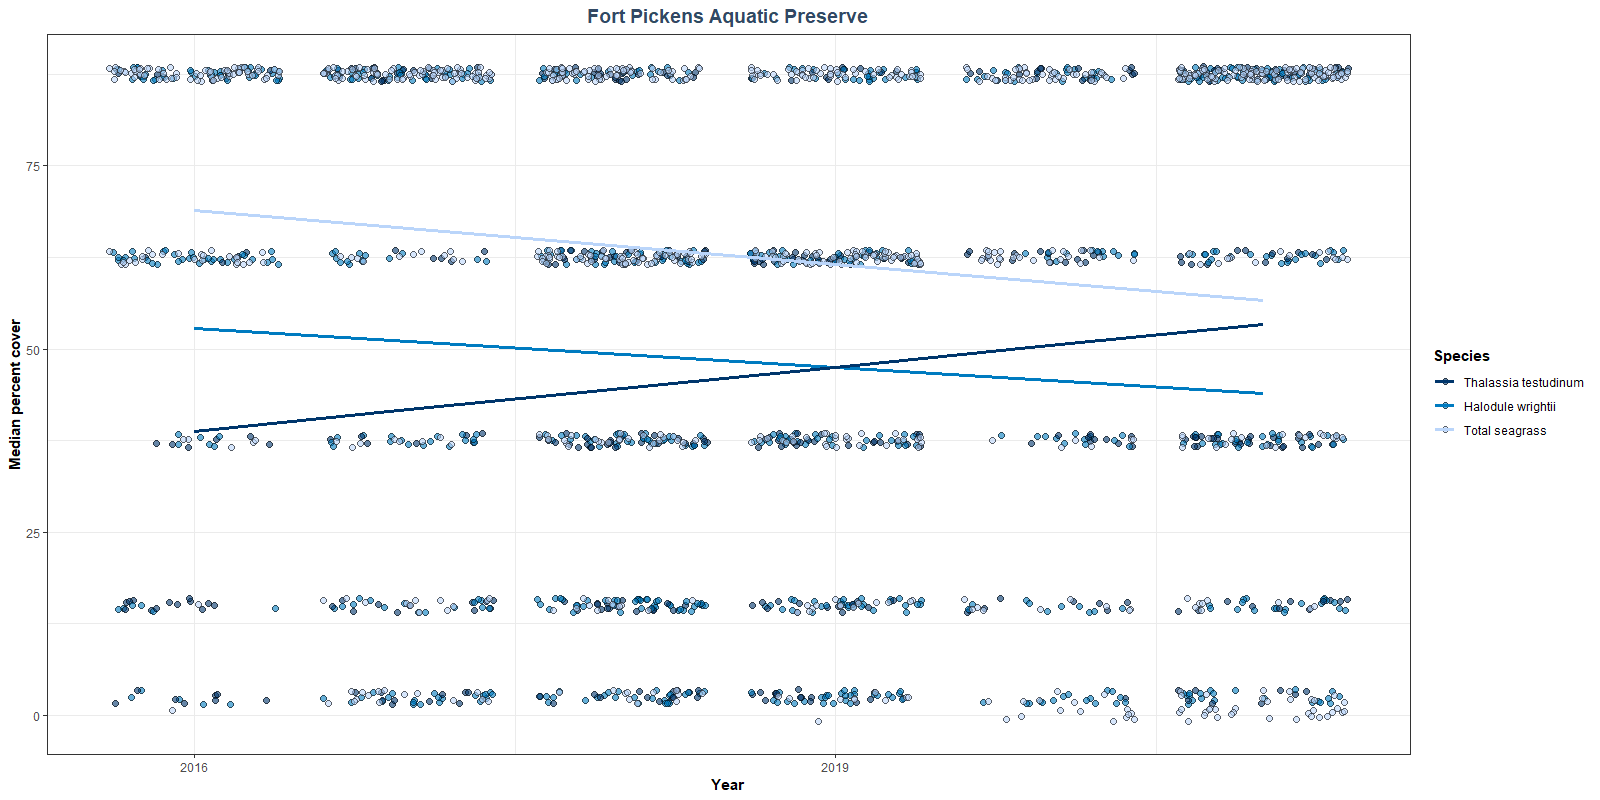 Fort Pickens Aquatic Preserve
75
50
25
0
Median percent cover
2016
2019
Year
Species
Thalassia testudinum
Halodule wrightii
Total seagrass